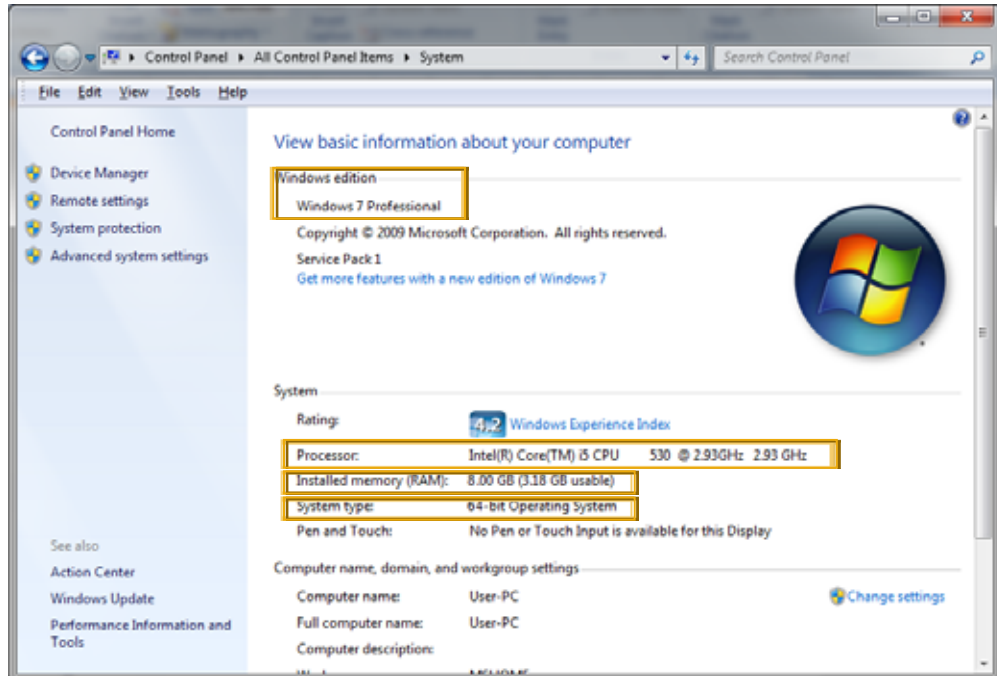 Control Panel ▸ All Control Panel Items ▸ System
Search Control Panel
File Edit View Tools Help
Control Panel Home
Device Manager
Remote settings
System protection
Advanced system settings
See also
Action Center
Windows Update
Performance Information and
Tools
View basic information about your computer
Windows edition
Windows 7 Professional
Copyright © 2009 Microsoft Corporation. All rights reserved.
Service Pack 1
Get more features with a new edition of Windows 7
System
Rating: 4,2 Windows Experience Index
Processor: Intel(R) Core(TM) i5 CPU 530 @ 2.93GHz 2.93 GHz
Installed memory (RAM): 8.00 GB (3.18 GB usable)
System type: 64-bit Operating System
Pen and Touch: No Pen or Touch Input is available for this Display
Computer name, domain, and workgroup settings
Computer name: User-PC Change settings
Full computer name: User-PC
Computer description: